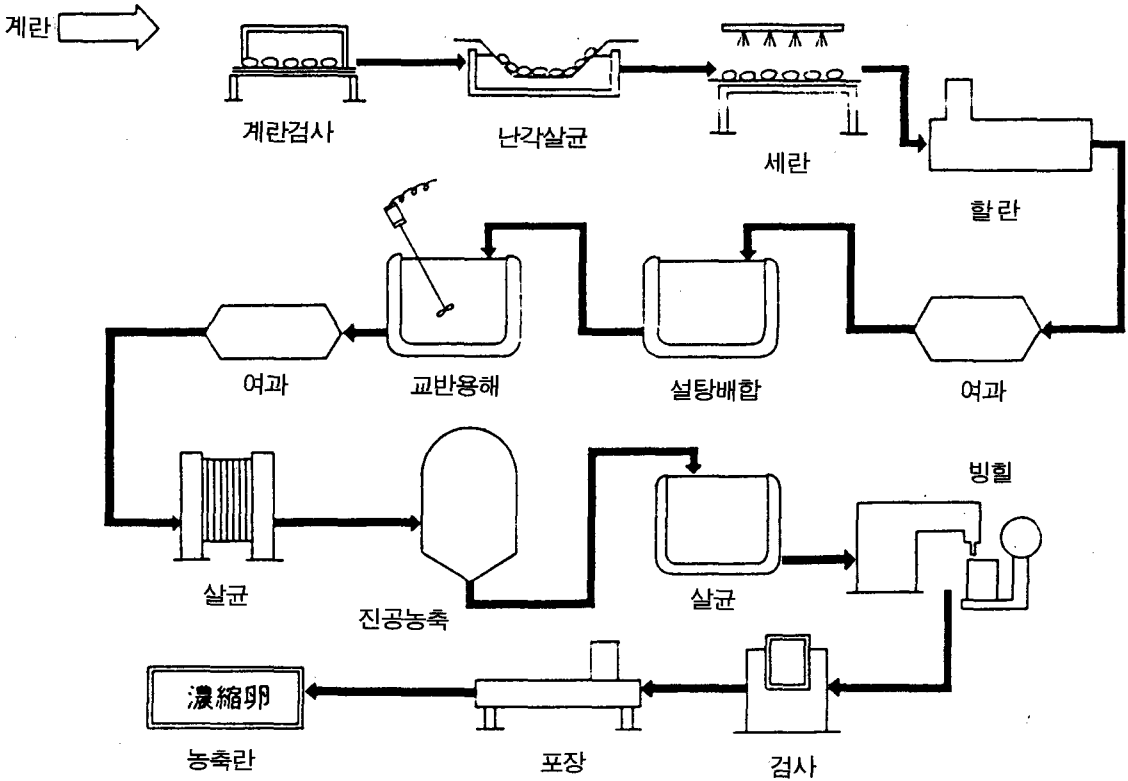 계란
계란검사
난각살균
세란
할란
여과
교반용해
설탕배합
여과
살균
진공농축
살균
빙힐
濃縮卵
농축란
포장
검사